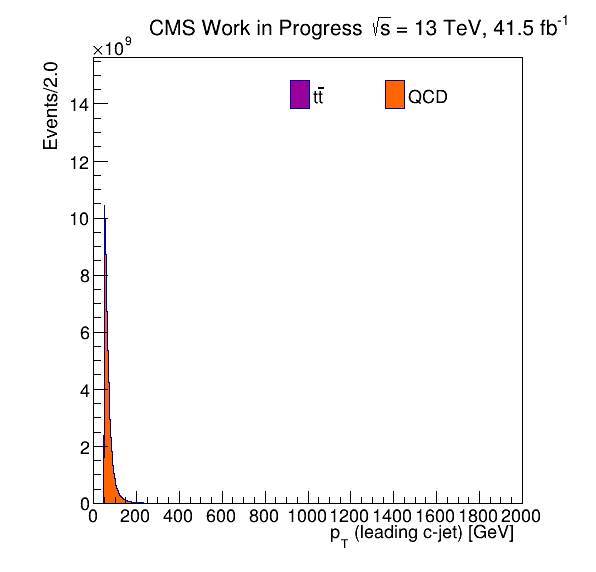 CMS Work in Progress √s = 13 TeV, 41.5 fb⁻¹
×10⁹
Events/2.0
tt̄
QCD
14
12
10
8
6
4
2
0
0 200 400 600 800 1000 1200 1400 1600 1800 2000
p_T (leading c-jet) [GeV]